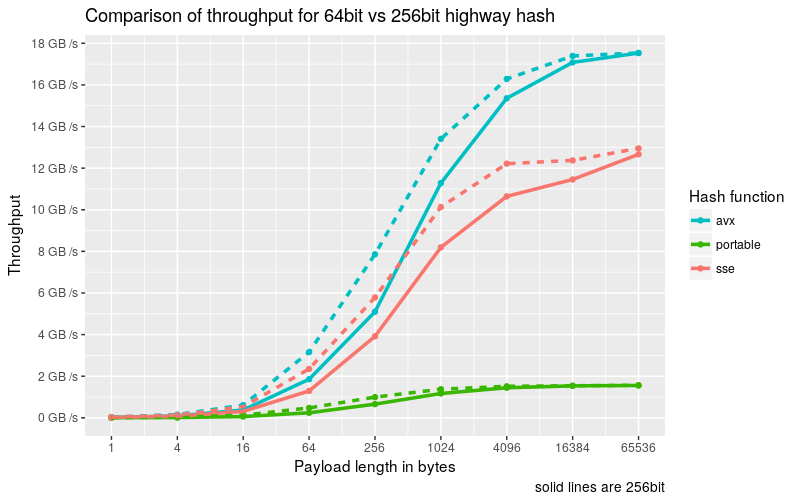 Comparison of throughput for 64bit vs 256bit highway hash
Throughput
18 GB /s
16 GB /s
14 GB /s
12 GB /s
10 GB /s
8 GB /s
6 GB /s
4 GB /s
2 GB /s
0 GB /s
1 4 16 64 256 1024 4096 16384 65536
Payload length in bytes
Hash function
avx
portable
sse
solid lines are 256bit